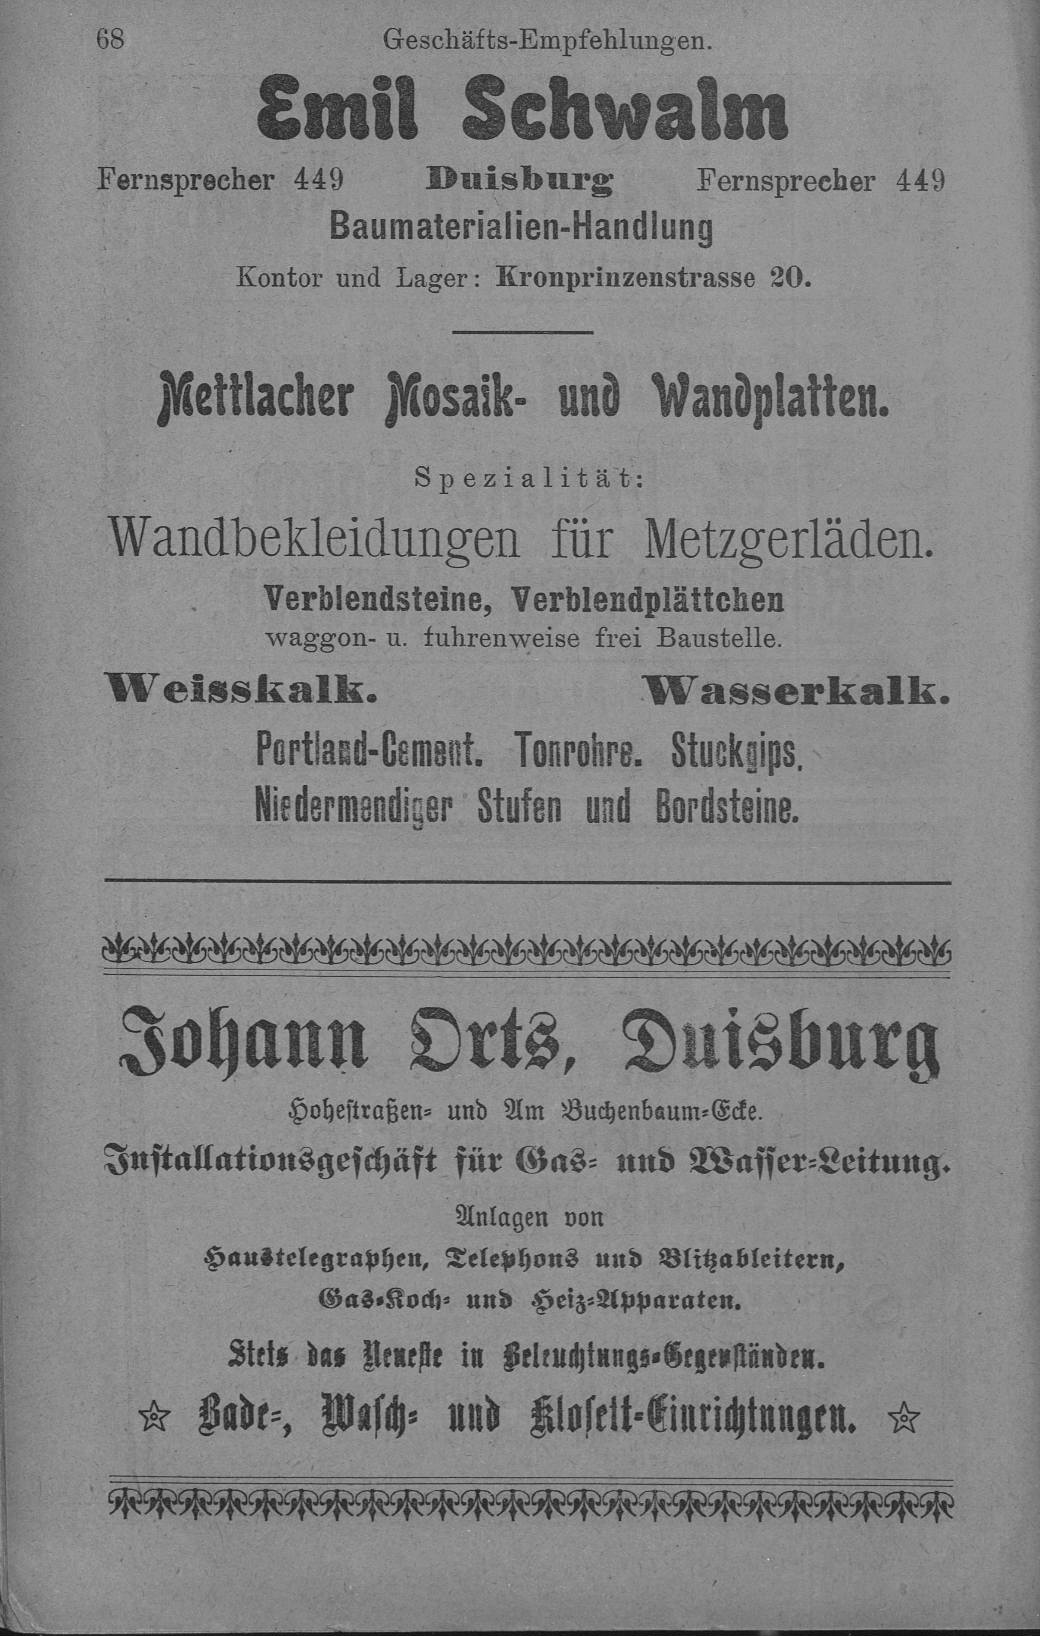 68 Geschäfts-Empfehlungen.
Emil Schwalm
Fernsprecher 449 Duisburg Fernsprecher 449
Baumaterialien-Handlung
Kontor und Lager: Kronprinzenstrasse 20.
Mettlacher Mosaik- und Wandplatten.
Spezialität:
Wandbekleidungen für Metzgerläden.
Verblendsteine, Verblendplättchen
waggon- u. fuhrenweise frei Baustelle.
Weisskalk. Wasserkalk.
Portland-Cement. Tonrohre. Stuckgips.
Niedermendiger Stufen und Bordsteine.
Johann Orts, Duisburg
Hohestraßen- und Am Buchenbaum-Ecke.
Installationsgeschäft für Gas- und Wasser-Leitung.
Anlagen von
Haustelegraphen, Telephons und Blitzableitern,
Gas-Koch- und Heiz-Apparaten.
Stets das Neueste in Beleuchtungs-Gegenständen.
Bade-, Wasch- und Klosett-Einrichtungen.